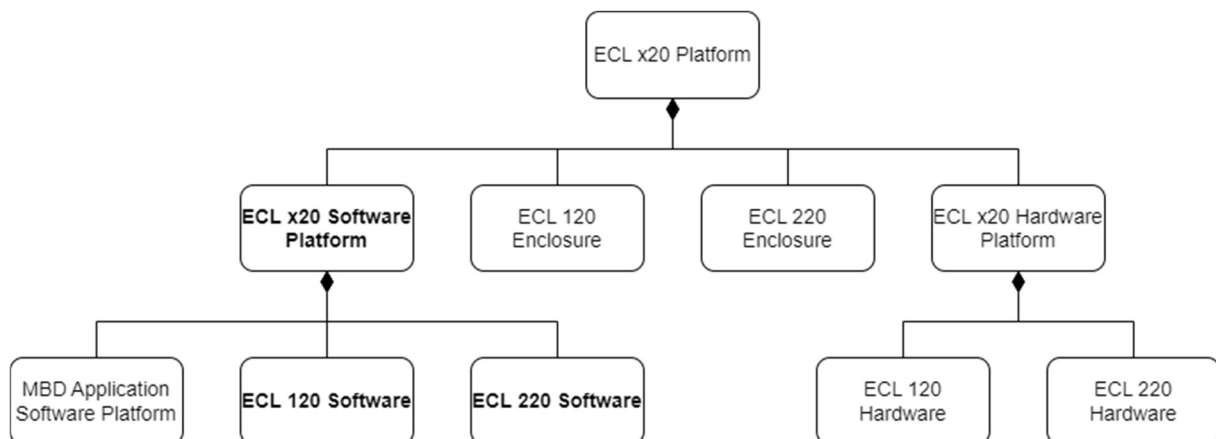 ECL x20 Platform
ECL x20 Software
Platform
ECL 120
Enclosure
ECL 220
Enclosure
ECL x20 Hardware
Platform
MBD Application
Software Platform
ECL 120 Software
ECL 220 Software
ECL 120
Hardware
ECL 220
Hardware